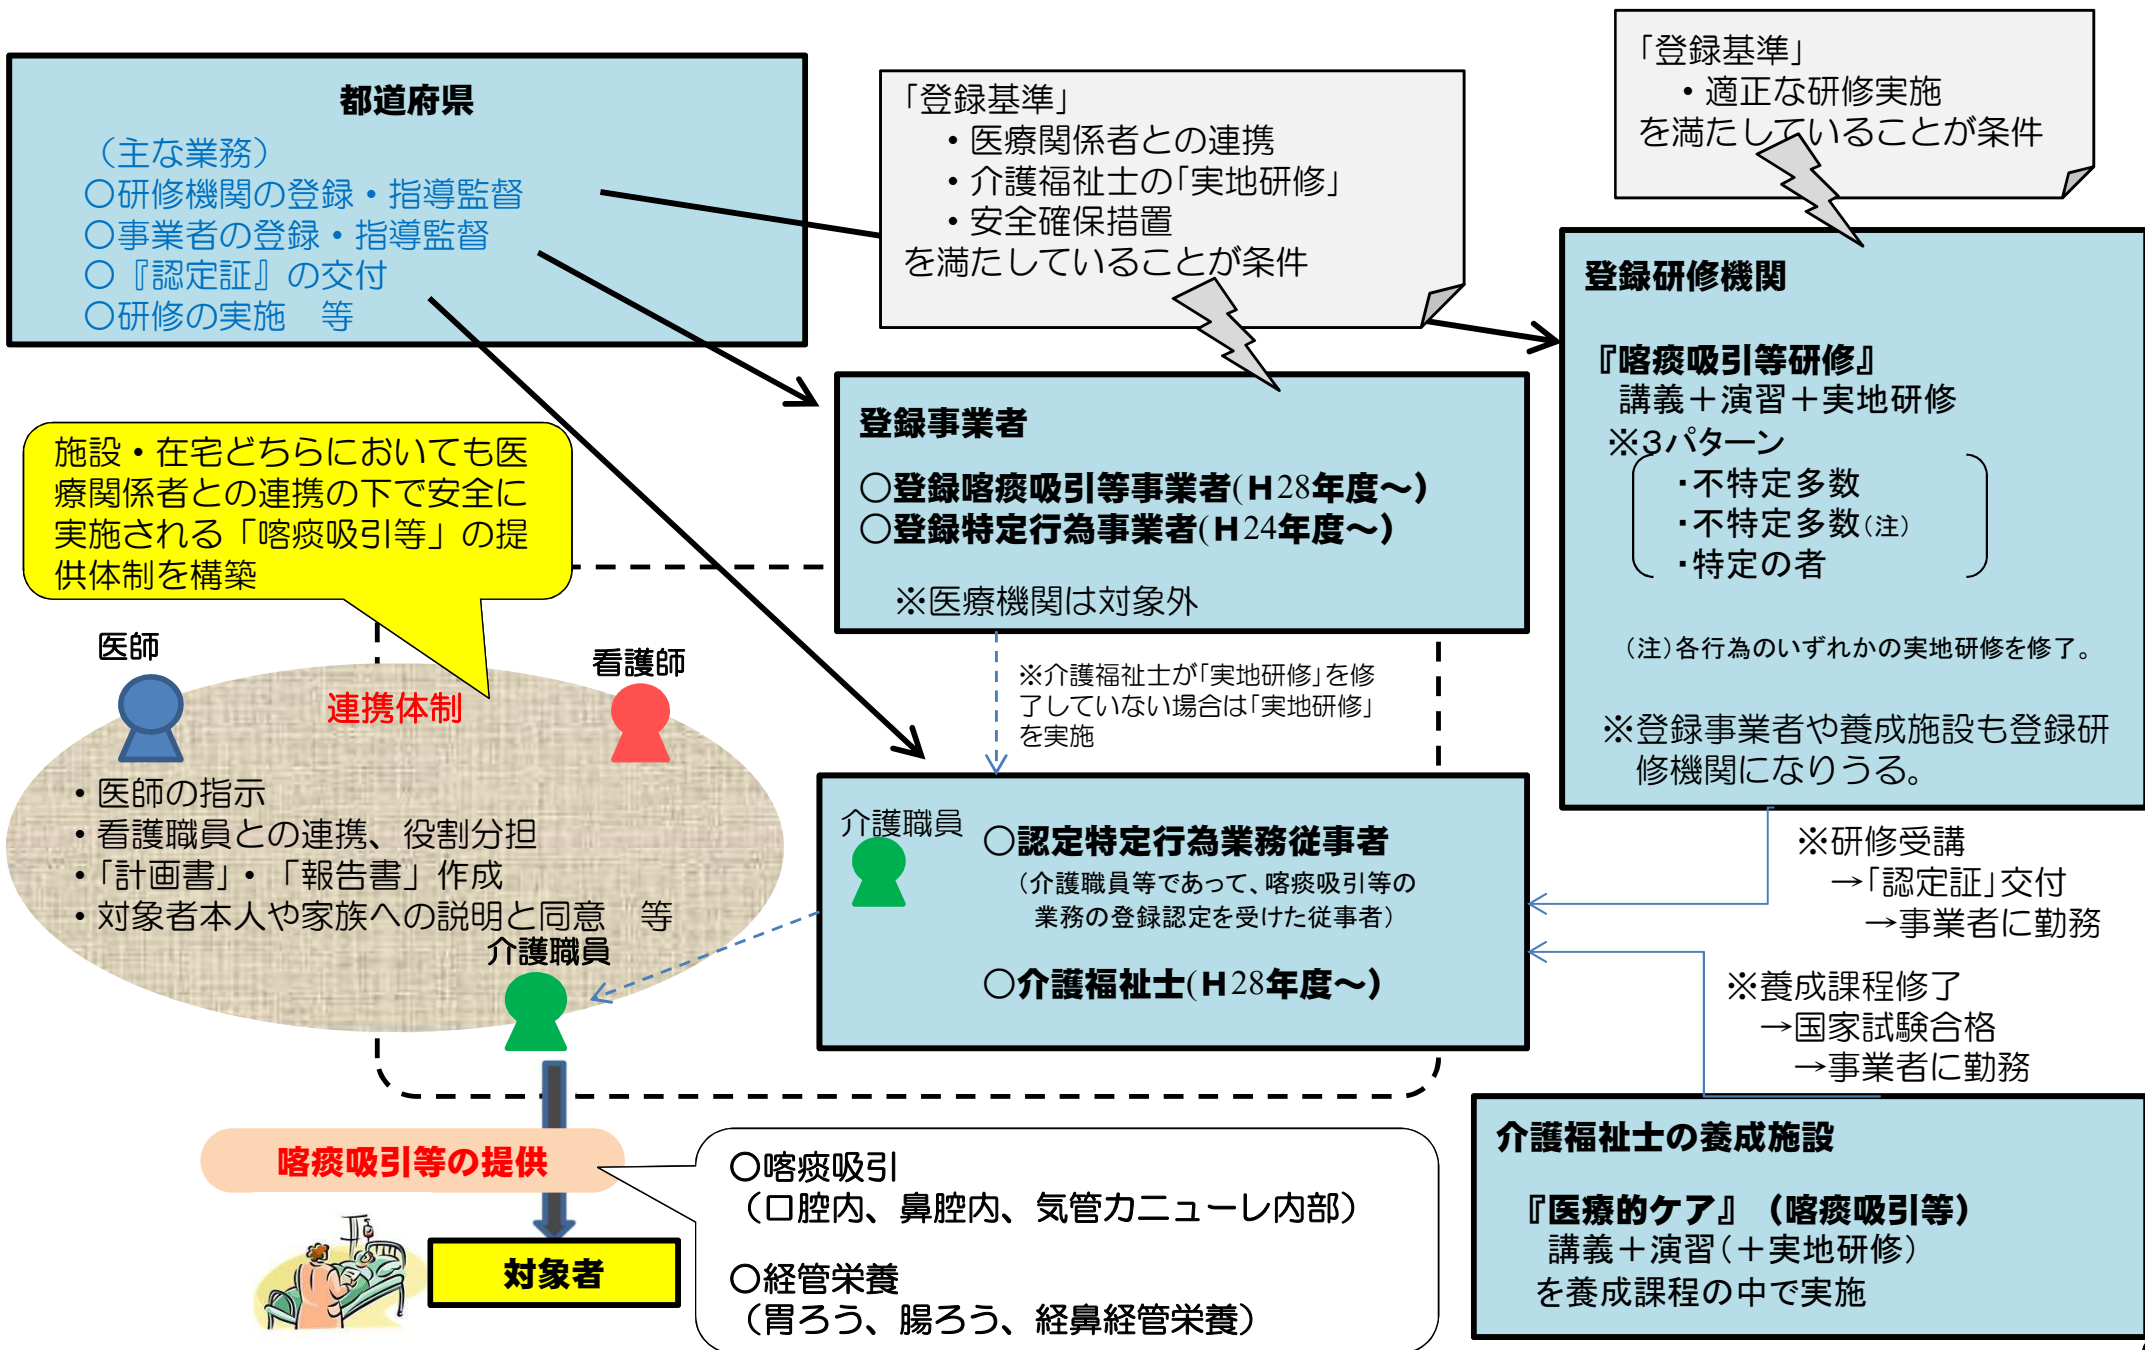 都道府県
（主な業務）
○研修機関の登録・指導監督
○事業者の登録・指導監督
○『認定証』の交付
○研修の実施　等
「登録基準」
・医療関係者との連携
・介護福祉士の「実地研修」
・安全確保措置
を満たしていることが条件
「登録基準」
・適正な研修実施
を満たしていることが条件
登録研修機関
『喀痰吸引等研修』
講義＋演習＋実地研修
※3パターン
・不特定多数
・不特定多数（注）
・特定の者
（注）各行為のいずれかの実地研修を修了。
※登録事業者や養成施設も登録研
修機関になりうる。
登録事業者
○登録喀痰吸引等事業者(H28年度～)
○登録特定行為事業者(H24年度～)
※医療機関は対象外
施設・在宅どちらにおいても医
療関係者との連携の下で安全に
実施される「喀痰吸引等」の提
供体制を構築
医師
看護師
連携体制
・医師の指示
・看護職員との連携、役割分担
・「計画書」・「報告書」作成
・対象者本人や家族への説明と同意　等
介護職員
※介護福祉士が「実地研修」を修
了していない場合は「実地研修」
を実施
介護職員
○認定特定行為業務従事者
（介護職員等であって、喀痰吸引等の
業務の登録認定を受けた従事者）
○介護福祉士(H28年度～)
※研修受講
→「認定証」交付
→事業者に勤務
※養成課程修了
→国家試験合格
→事業者に勤務
介護福祉士の養成施設
『医療的ケア』（喀痰吸引等）
講義＋演習（＋実地研修）
を養成課程の中で実施
喀痰吸引等の提供
対象者
○喀痰吸引
（口腔内、鼻腔内、気管カニューレ内部）
○経管栄養
（胃ろう、腸ろう、経鼻経管栄養）